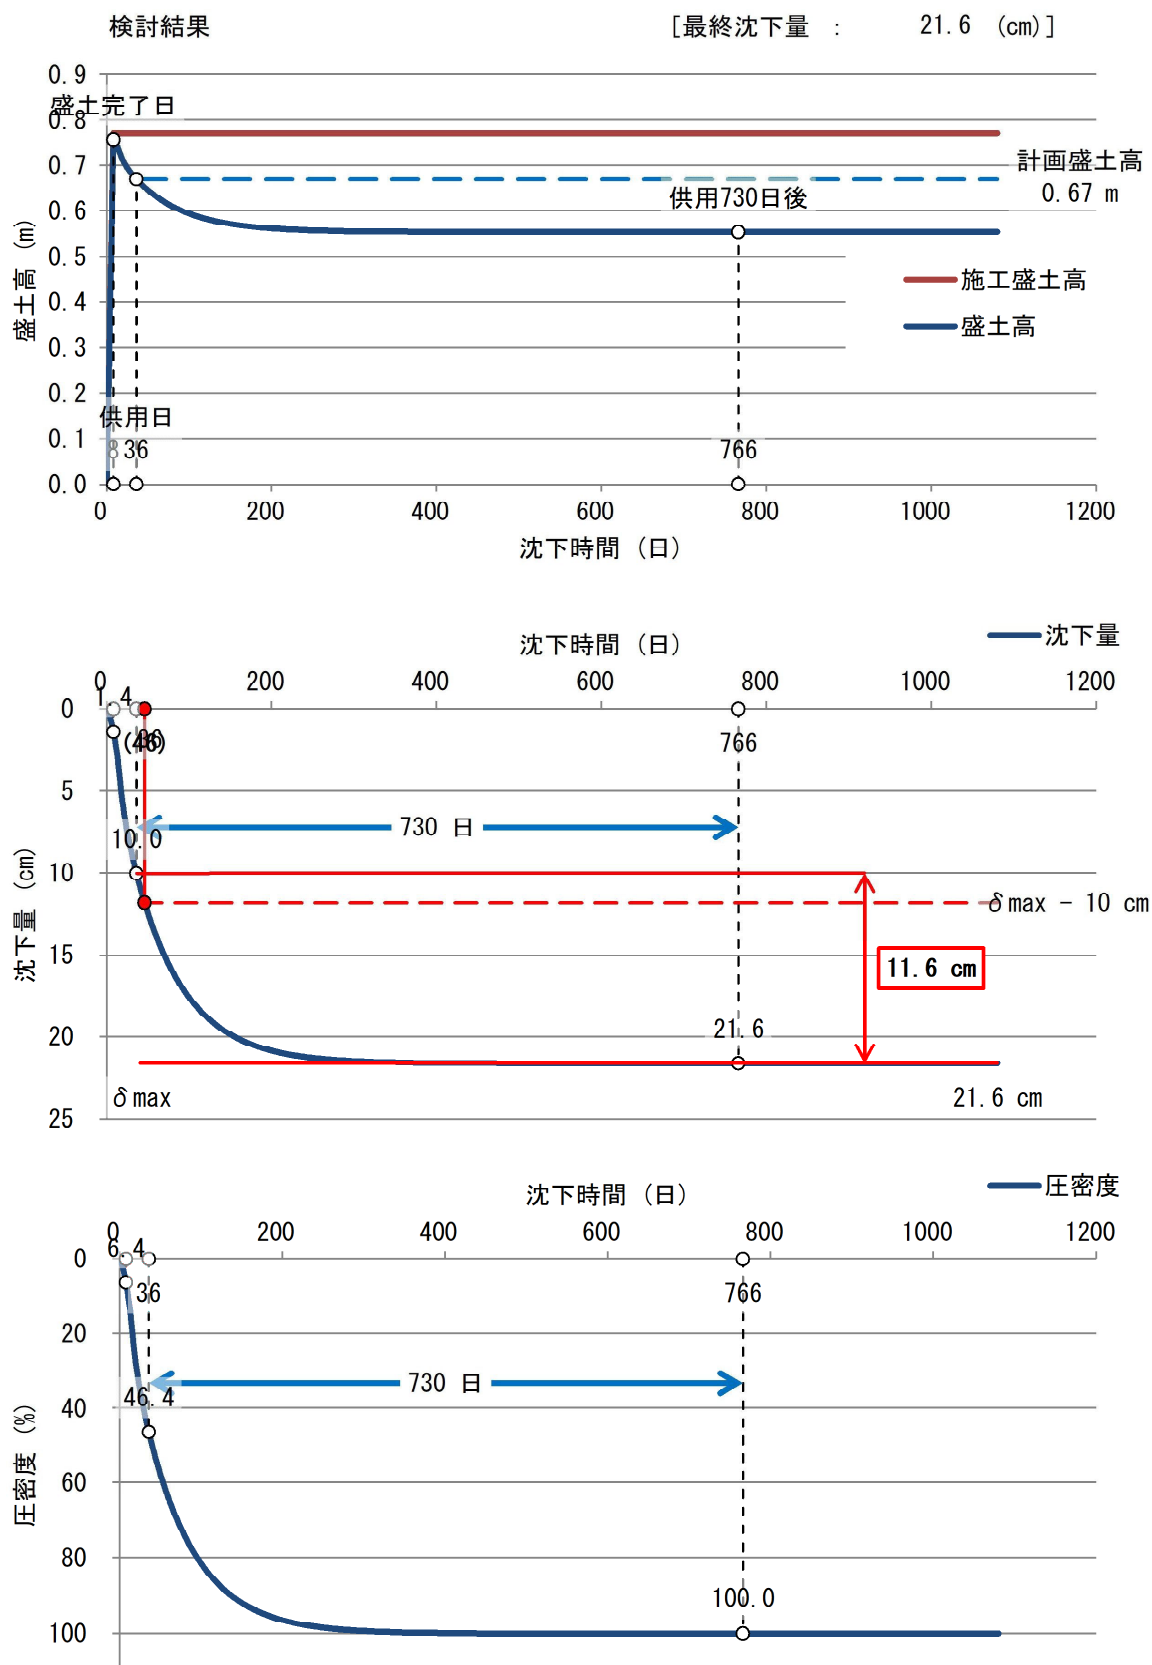 検討結果 [最終沈下量 : 21.6 (cm)]
0.9
盛土完了日
0.8
0.7
計画盛土高
0.67 m
供用730日後
0.6
0.5
施工盛土高
0.4
盛土高
0.3
0.2
供用日
0.1
8 36 766
0.0
盛土高 (m)
0 200 400 600 800 1000 1200
沈下時間 (日)
沈下量
沈下時間 (日)
0 200 400 600 800 1000 1200
1.4
0
36
(46)
766
5
730 日
10.0
10
δmax - 10 cm
15
11.6 cm
20
21.6
δmax
21.6 cm
25
沈下量 (cm)
圧密度
沈下時間 (日)
0 200 400 600 800 1000 1200
6.4
0
36 766
20
730 日
46.4
40
60
80
100.0
100
圧密度 (%)